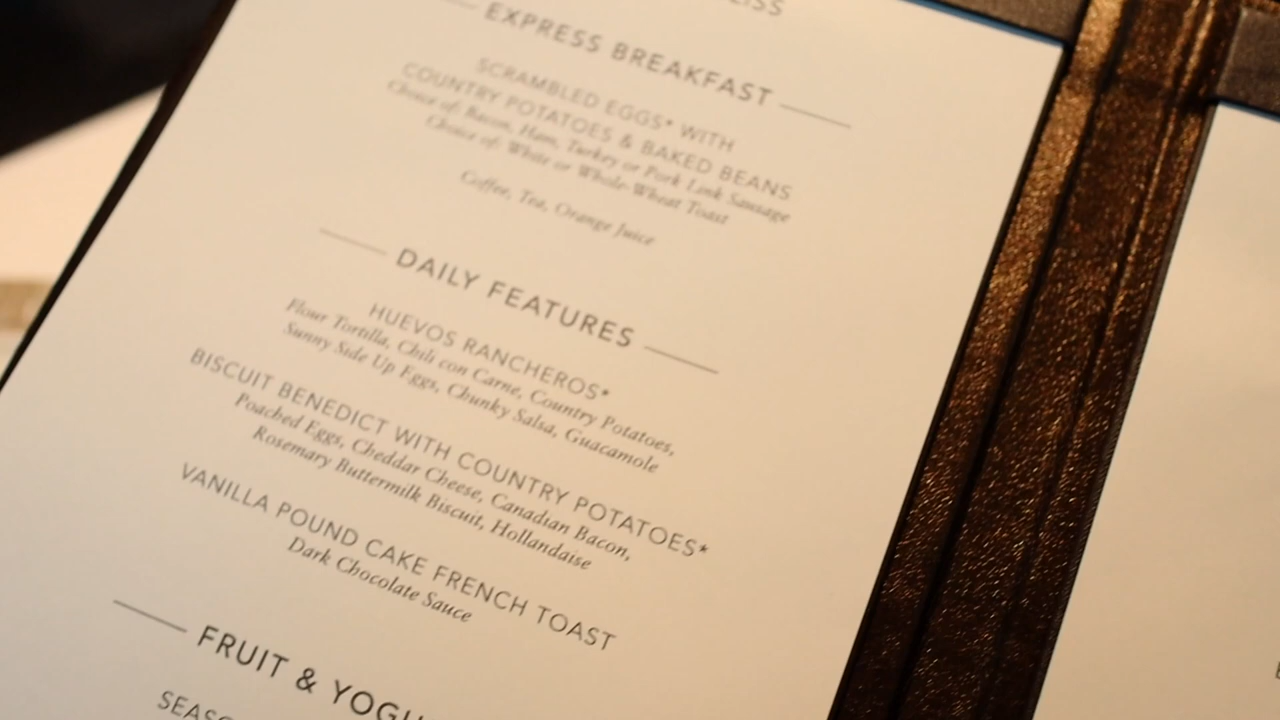 EXPRESS BREAKFAST
SCRAMBLED EGGS* WITH
COUNTRY POTATOES & BAKED BEANS
Choice of: Bacon, Ham, Turkey or Pork Link Sausage
Choice of: White or Whole-Wheat Toast
Coffee, Tea, Orange Juice
DAILY FEATURES
HUEVOS RANCHEROS*
Flour Tortilla, Chili con Carne, Country Potatoes,
Sunny Side Up Eggs, Chunky Salsa, Guacamole
BISCUIT BENEDICT WITH COUNTRY POTATOES*
Poached Eggs, Cheddar Cheese, Canadian Bacon,
Rosemary Buttermilk Biscuit, Hollandaise
VANILLA POUND CAKE FRENCH TOAST
Dark Chocolate Sauce
FRUIT &